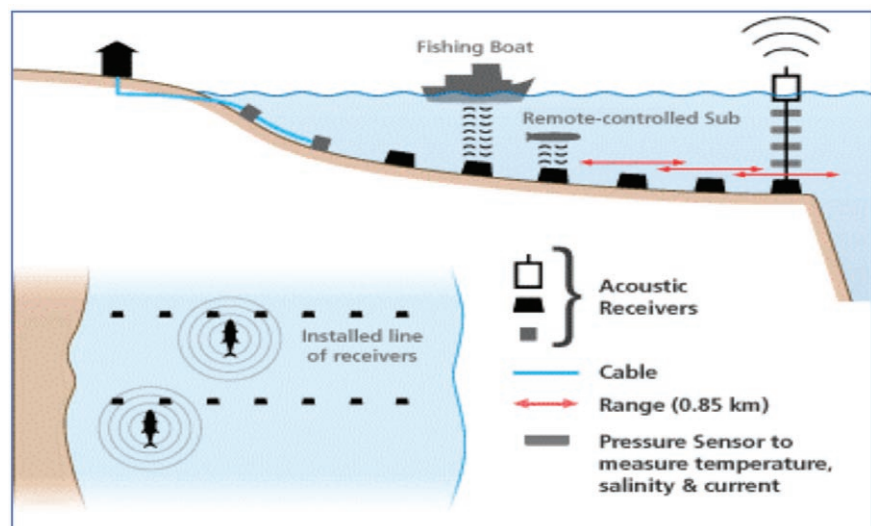 Fishing Boat
Remote-controlled Sub
Installed line
of receivers
Acoustic
Receivers
Cable
Range (0.85 km)
Pressure Sensor to
measure temperature,
salinity & current